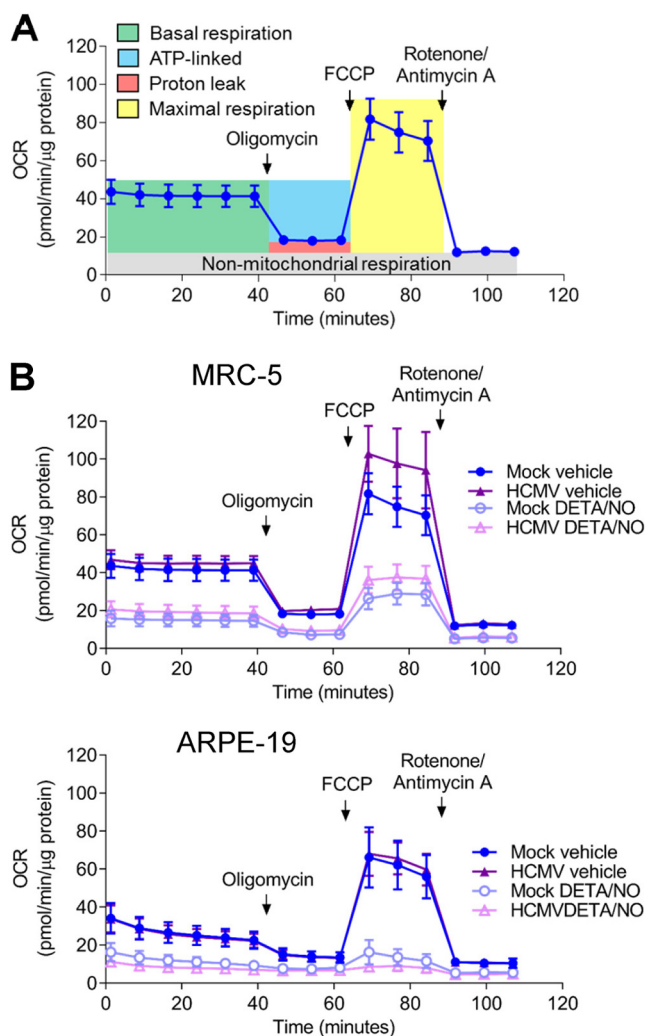 A
Basal respiration
ATP-linked
Proton leak
Maximal respiration
Oligomycin
FCCP
Rotenone/
Antimycin A
OCR
(pmol/min/µg protein)
120
100
80
60
40
20
0
Non-mitochondrial respiration
0 20 40 60 80 100 120
Time (minutes)
B
MRC-5
Oligomycin
FCCP
Rotenone/
Antimycin A
OCR
(pmol/min/µg protein)
120
100
80
60
40
20
0
Mock vehicle
HCMV vehicle
Mock DETA/NO
HCMV DETA/NO
0 20 40 60 80 100 120
Time (minutes)
ARPE-19
Oligomycin
FCCP
Rotenone/
Antimycin A
OCR
(pmol/min/µg protein)
120
100
80
60
40
20
0
Mock vehicle
HCMV vehicle
Mock DETA/NO
HCMVDETA/NO
0 20 40 60 80 100 120
Time (minutes)